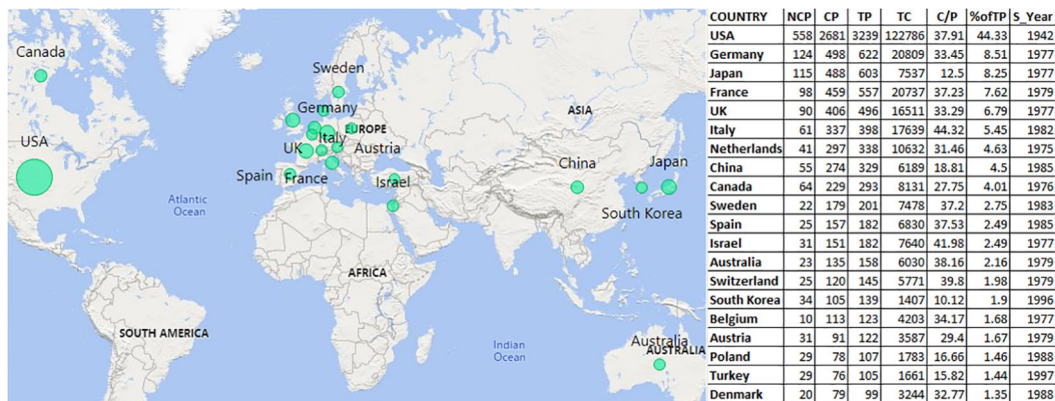 Canada
Sweden
Germany
ASIA
USA
EUROPE
Italy
UK
Austria
China
Japan
Spain
France
Israel
Atlantic
Ocean
South Korea
AFRICA
SOUTH AMERICA
Indian
Ocean
Australia
AUSTRALIA
COUNTRY NCP CP TP TC C/P %ofTP S_Year
USA 558 2681 3239 122786 37.91 44.33 1942
Germany 124 498 622 20809 33.45 8.51 1977
Japan 115 488 603 7537 12.5 8.25 1977
France 98 459 557 20737 37.23 7.62 1979
UK 90 406 496 16511 33.29 6.79 1977
Italy 61 337 398 17639 44.32 5.45 1982
Netherlands 41 297 338 10632 31.46 4.63 1975
China 55 274 329 6189 18.81 4.5 1985
Canada 64 229 293 8131 27.75 4.01 1976
Sweden 22 179 201 7478 37.2 2.75 1983
Spain 25 157 182 6830 37.53 2.49 1985
Israel 31 151 182 7640 41.98 2.49 1977
Australia 23 135 158 6030 38.16 2.16 1979
Switzerland 25 120 145 5771 39.8 1.98 1979
South Korea 34 105 139 1407 10.12 1.9 1996
Belgium 10 113 123 4203 34.17 1.68 1977
Austria 31 91 122 3587 29.4 1.67 1979
Poland 29 78 107 1783 16.66 1.46 1988
Turkey 29 76 105 1661 15.82 1.44 1997
Denmark 20 79 99 3244 32.77 1.35 1988